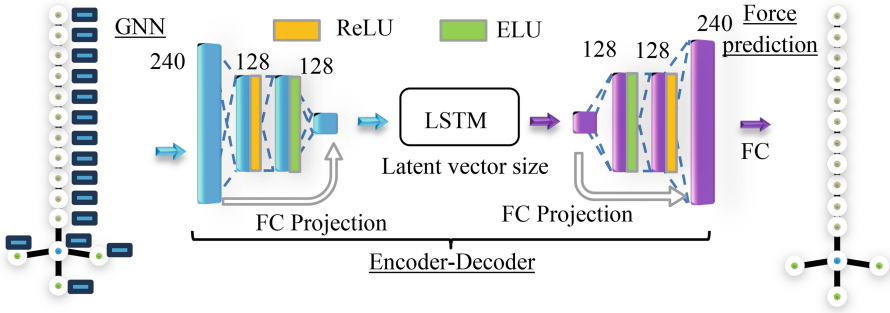 GNN
ReLU
ELU
Force
prediction
240
128
128
128
128
240
LSTM
FC
Latent vector size
FC Projection
FC Projection
Encoder-Decoder